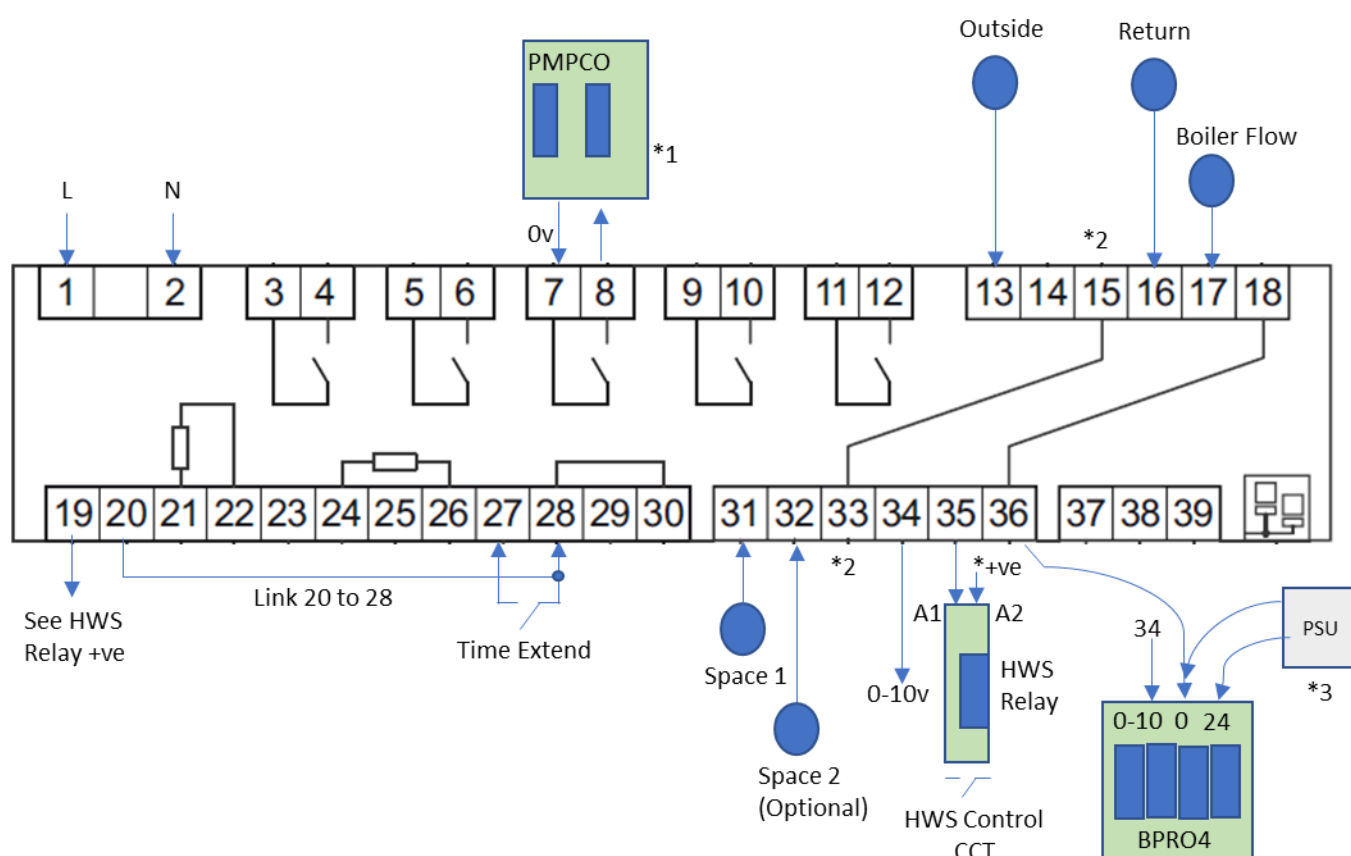 Outside
Return
PMPCO
*1
Boiler Flow
L
N
0v
*2
1
2
3
4
5
6
7
8
9
10
11
12
13
14
15
16
17
18
19
20
21
22
23
24
25
26
27
28
29
30
31
32
33
34
35
36
37
38
39
See HWS
Relay +ve
Link 20 to 28
Time Extend
*2
*+ve
A1
A2
Space 1
0-10v
HWS
Relay
34
PSU
*3
0-10 0 24
Space 2
(Optional)
HWS Control
CCT
BPRO4